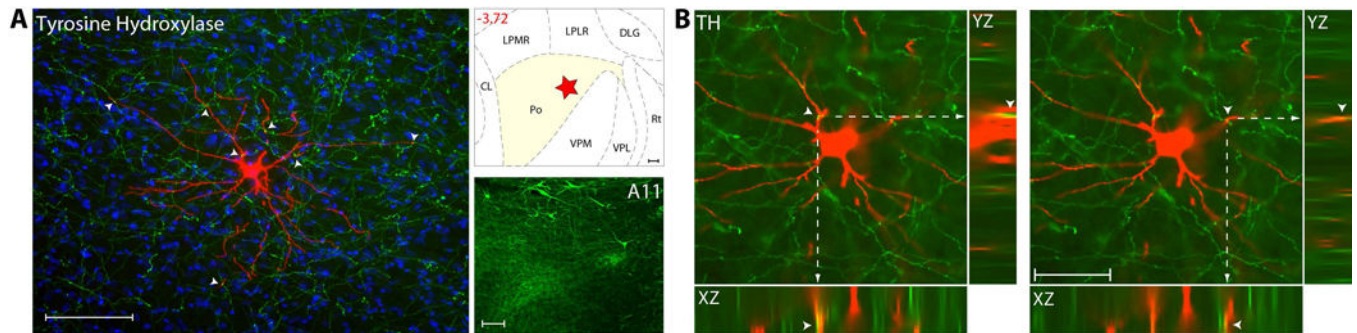 A
Tyrosine Hydroxylase
-3,72
LPMR
LPLR
DLG
CL
Po
Rt
VPM
VPL
A11
B
TH
YZ
XZ
YZ
XZ